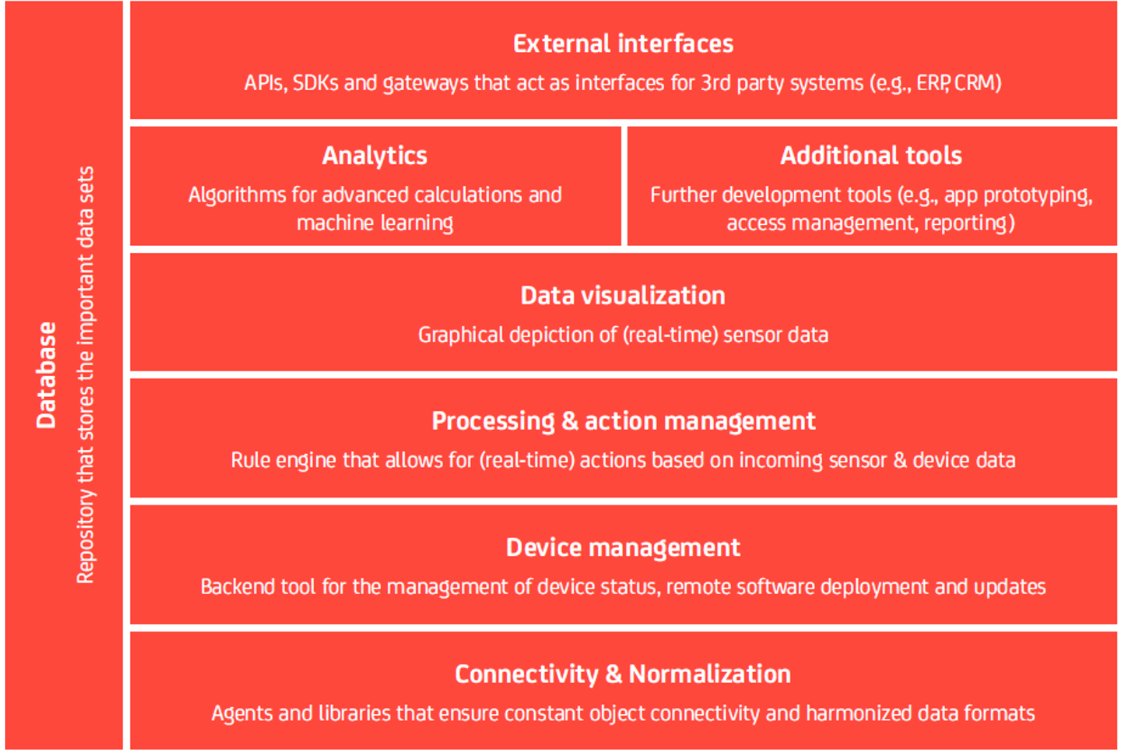 Database
Repository that stores the important data sets
External interfaces
APIs, SDKs and gateways that act as interfaces for 3rd party systems (e.g., ERP, CRM)
Analytics
Algorithms for advanced calculations and
machine learning
Additional tools
Further development tools (e.g., app prototyping,
access management, reporting)
Data visualization
Graphical depiction of (real-time) sensor data
Processing & action management
Rule engine that allows for (real-time) actions based on incoming sensor & device data
Device management
Backend tool for the management of device status, remote software deployment and updates
Connectivity & Normalization
Agents and libraries that ensure constant object connectivity and harmonized data formats